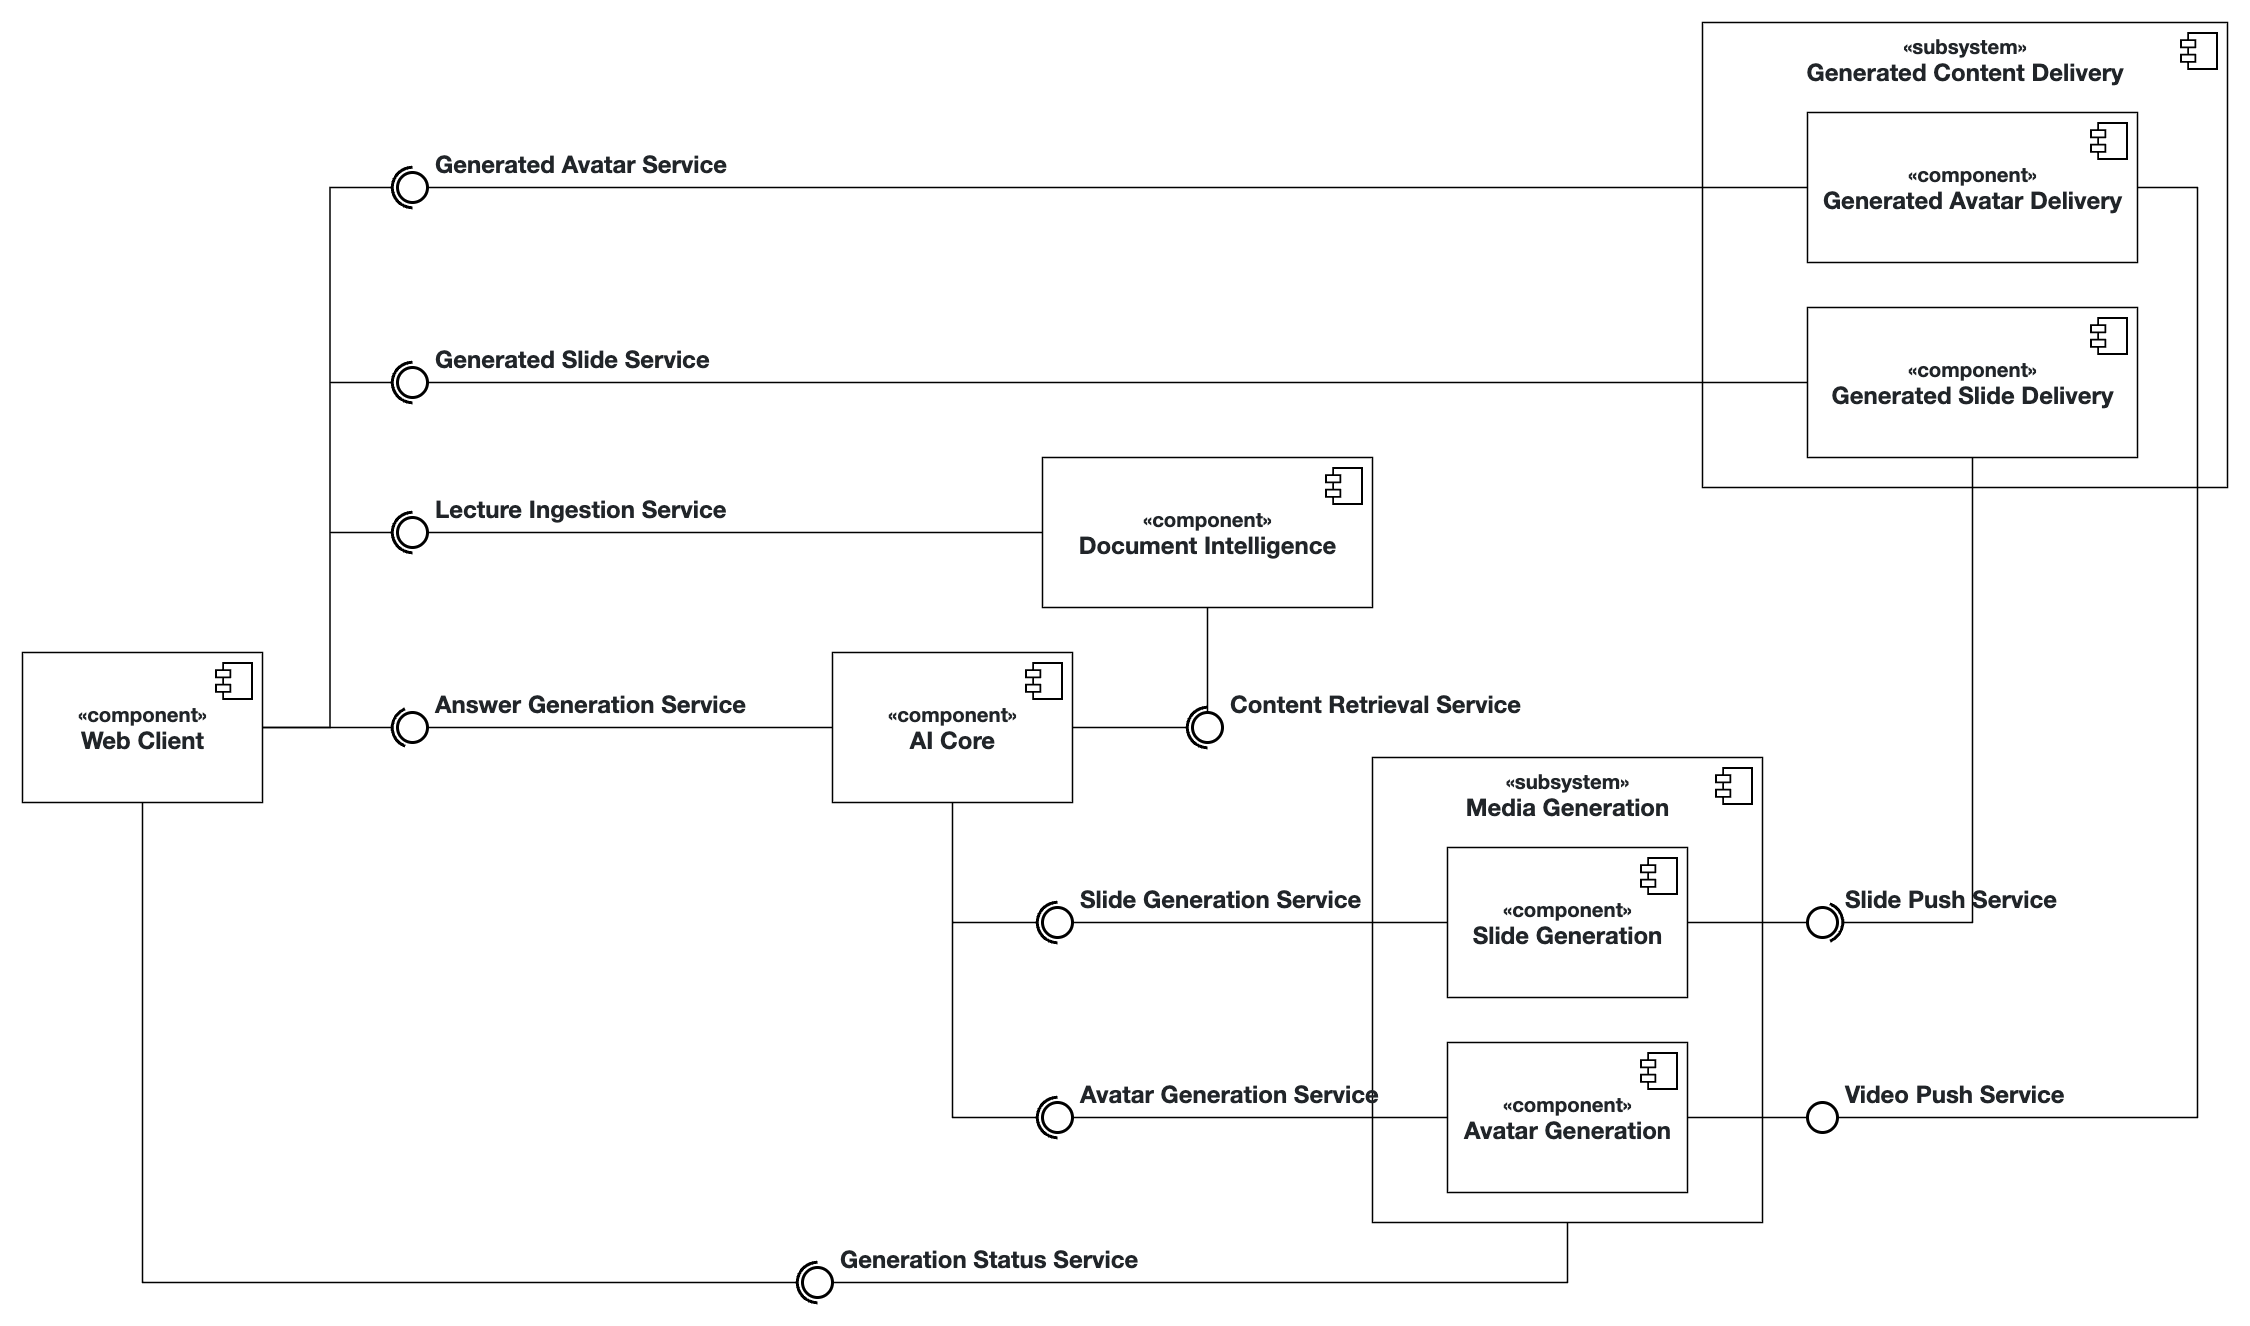 «subsystem»
Generated Content Delivery
Generated Avatar Service
«component»
Generated Avatar Delivery
Generated Slide Service
«component»
Generated Slide Delivery
Lecture Ingestion Service
«component»
Document Intelligence
«component»
Web Client
Answer Generation Service
«component»
AI Core
Content Retrieval Service
«subsystem»
Media Generation
Slide Generation Service
«component»
Slide Generation
Slide Push Service
Avatar Generation Service
«component»
Avatar Generation
Video Push Service
Generation Status Service